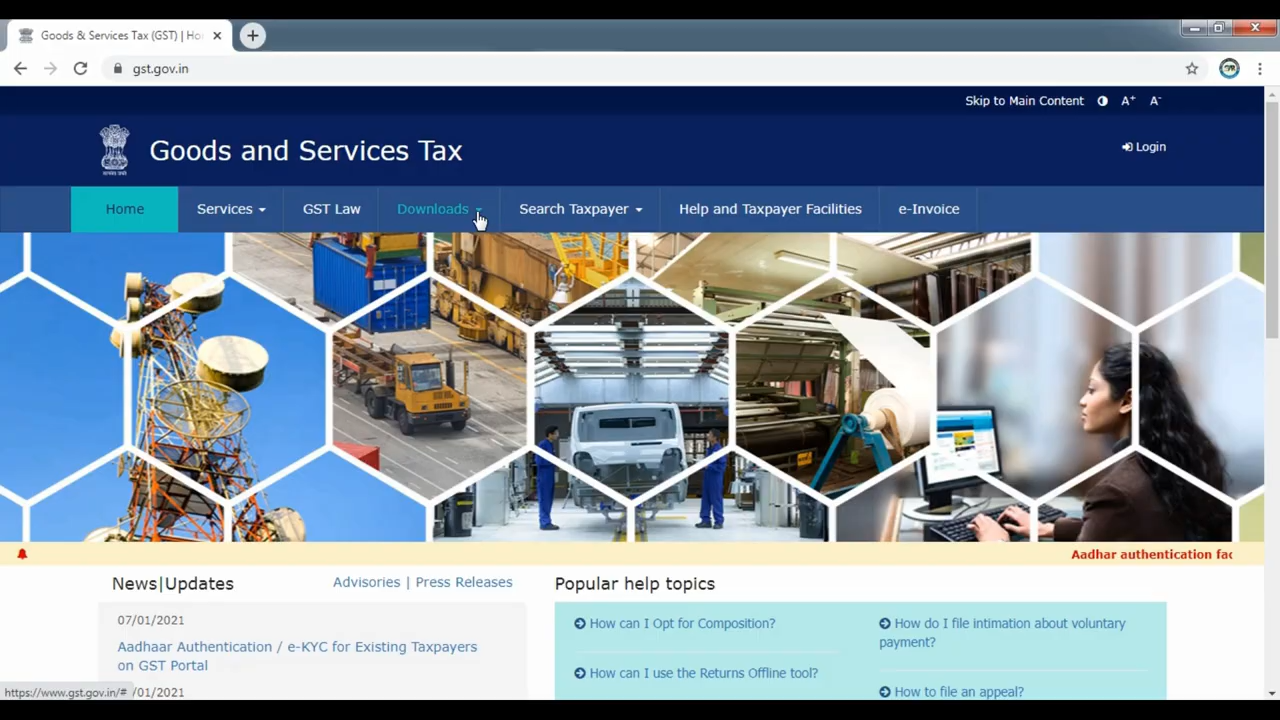 Goods & Services Tax (GST) | Ho
gst.gov.in
Skip to Main Content A+ A-
Goods and Services Tax
Login
Home Services GST Law Downloads Search Taxpayer Help and Taxpayer Facilities e-Invoice
Aadhar authentication fac
News|Updates Advisories | Press Releases
07/01/2021
Aadhaar Authentication / e-KYC for Existing Taxpayers
on GST Portal
/01/2021
Popular help topics
How can I Opt for Composition?
How do I file intimation about voluntary
payment?
How can I use the Returns Offline tool?
How to file an appeal?
https://www.gst.gov.in/#